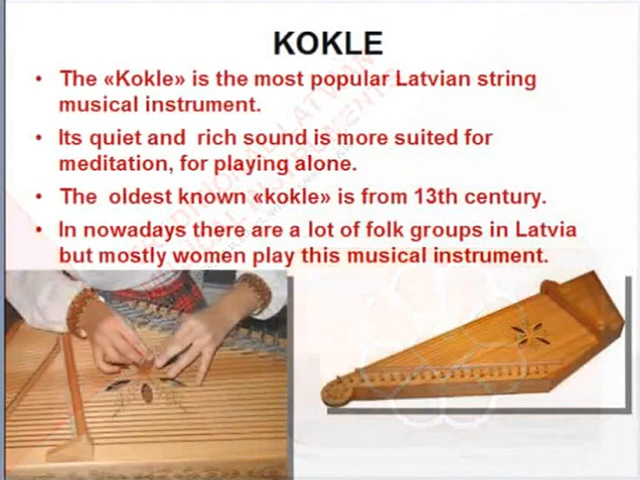 KOKLE
• The «Kokle» is the most popular Latvian string
musical instrument.
• Its quiet and rich sound is more suited for
meditation, for playing alone.
• The oldest known «kokle» is from 13th century.
• In nowadays there are a lot of folk groups in Latvia
but mostly women play this musical instrument.